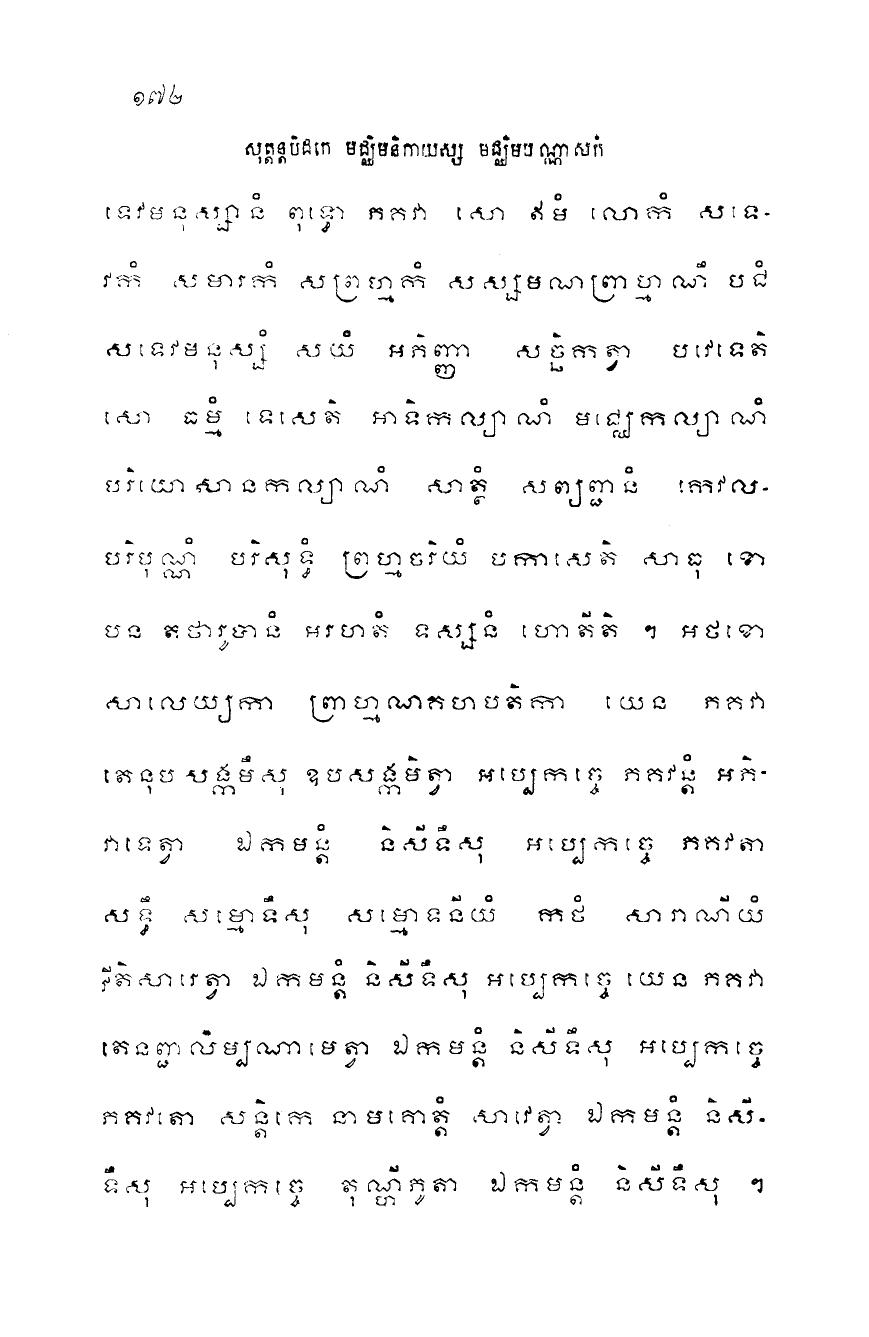 ១៧២
សុត្តន្តបិដកេ មជ្ឈិមនិកាយស្ស មជ្ឈិមបណ្ណាសកំ
ទេវមនុស្សានំ ពុទ្ធោ ភគវា សោ ឥមំ លោកំ សទេ-
វកំ សមារកំ សព្រហ្មកំ សស្សមណព្រាហ្មណឹ បជំ
សទេវមនុស្សំ សយំ អភិញ្ញា សច្ឆិកត្វា បវេទេតិ
សោ ធម្មំ ទេសេតិ អាទិកល្យាណំ មជ្ឈេកល្យាណំ
បរិយោសានកល្យាណំ សាត្ថំ សព្យញ្ជនំ កេវល-
បរិបុណ្ណំ បរិសុទ្ធំ ព្រហ្មចរិយំ បកាសេតិ សាធុ ខោ
បន តថារូបានំ អរហតំ ទស្សនំ ហោតីតិ ៗ អថខោ
សាលេយ្យកា ព្រាហ្មណគហបតិកា យេន ភគវា
តេនុបសង្កមឹសុ ឧបសង្កមិត្វា អប្បេកច្ចេ ភគវន្តំ អភិ-
វាទេត្វា ឯកមន្តំ និសីទឹសុ អប្បេកច្ចេ ភគវតា
សទ្ធឹ សម្មោទឹសុ សម្មោទនីយំ កថំ សារាណីយំ
វីតិសារេត្វា ឯកមន្តំ និសីទឹសុ អប្បេកច្ចេ យេន ភគវា
តេនញ្ជាលិម្បណាមេត្វា ឯកមន្តំ និសីទឹសុ អប្បេកច្ចេ
ភគវតោ សន្តិកេ នាមគោត្តំ សាវេត្វា ឯកមន្តំ និសី-
ទឹសុ អប្បេកច្ចេ តុណ្ហីភូតា ឯកមន្តំ និសីទឹសុ ៗ